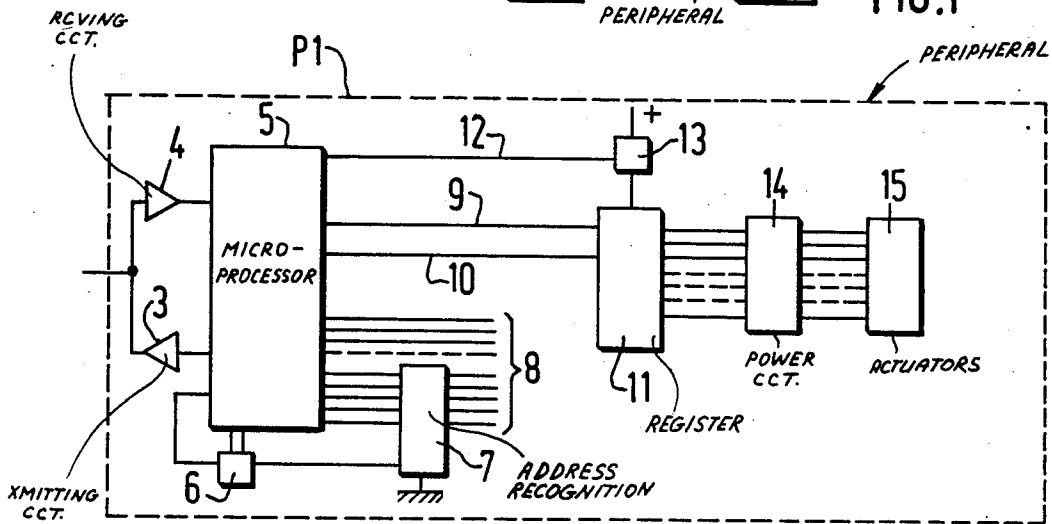 PERIPHERAL
FIG.1
RCVING
CCT.
P1
PERIPHERAL
4
5
12
+
13
9
14
15
MICRO-
PROCESSOR
10
3
8
11
REGISTER
POWER
CCT.
ACTUATORS
6
7
ADDRESS
RECOGNITION
XMITTING
CCT.